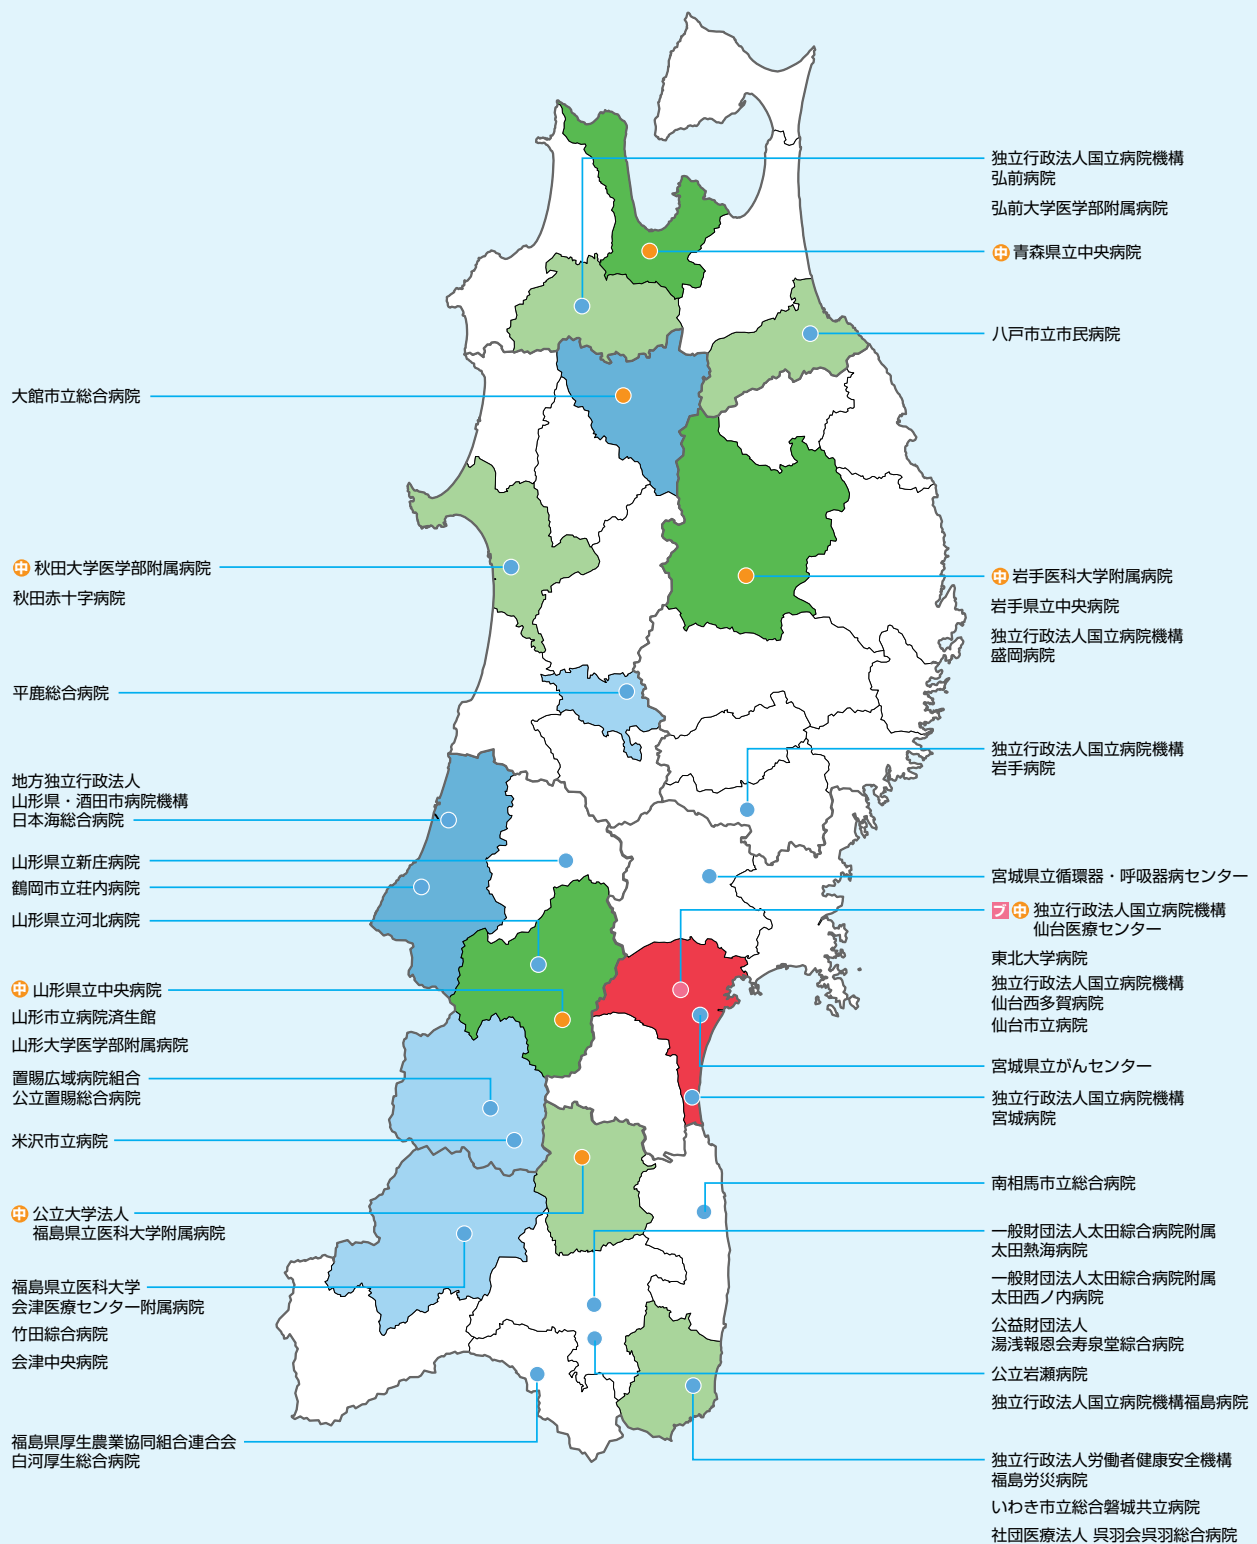 大館市立総合病院
中 秋田大学医学部附属病院
秋田赤十字病院
平鹿総合病院
地方独立行政法人
山形県・酒田市病院機構
日本海総合病院
山形県立新庄病院
鶴岡市立荘内病院
山形県立河北病院
中 山形県立中央病院
山形市立病院済生館
山形大学医学部附属病院
置賜広域病院組合
公立置賜総合病院
米沢市立病院
中 公立大学法人
福島県立医科大学附属病院
福島県立医科大学
会津医療センター附属病院
竹田綜合病院
会津中央病院
福島県厚生農業協同組合連合会
白河厚生総合病院
独立行政法人国立病院機構
弘前病院
弘前大学医学部附属病院
中 青森県立中央病院
八戸市立市民病院
中 岩手医科大学附属病院
岩手県立中央病院
独立行政法人国立病院機構
盛岡病院
独立行政法人国立病院機構
岩手病院
宮城県立循環器・呼吸器病センター
ブ 中 独立行政法人国立病院機構
仙台医療センター
東北大学病院
独立行政法人国立病院機構
仙台西多賀病院
仙台市立病院
宮城県立がんセンター
独立行政法人国立病院機構
宮城病院
南相馬市立総合病院
一般財団法人太田綜合病院附属
太田熱海病院
一般財団法人太田綜合病院附属
太田西ノ内病院
公益財団法人
湯浅報恩会寿泉堂綜合病院
公立岩瀬病院
独立行政法人国立病院機構福島病院
独立行政法人労働者健康安全機構
福島労災病院
いわき市立総合磐城共立病院
社団医療法人 呉羽会呉羽総合病院